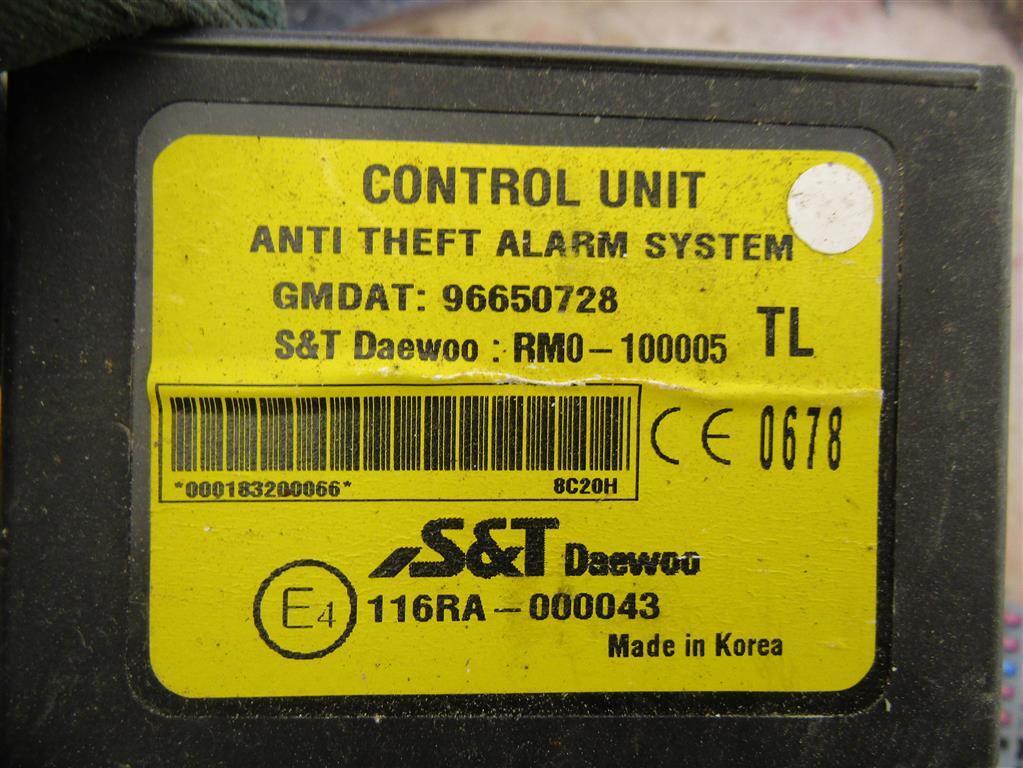 CONTROL UNIT
ANTI THEFT ALARM SYSTEM
GMDAT: 96650728
S&T Daewoo : RM0-100005 TL
*000183200066* 8C20H
CE 0678
S&T Daewoo
E4 116RA-000043
Made in Korea